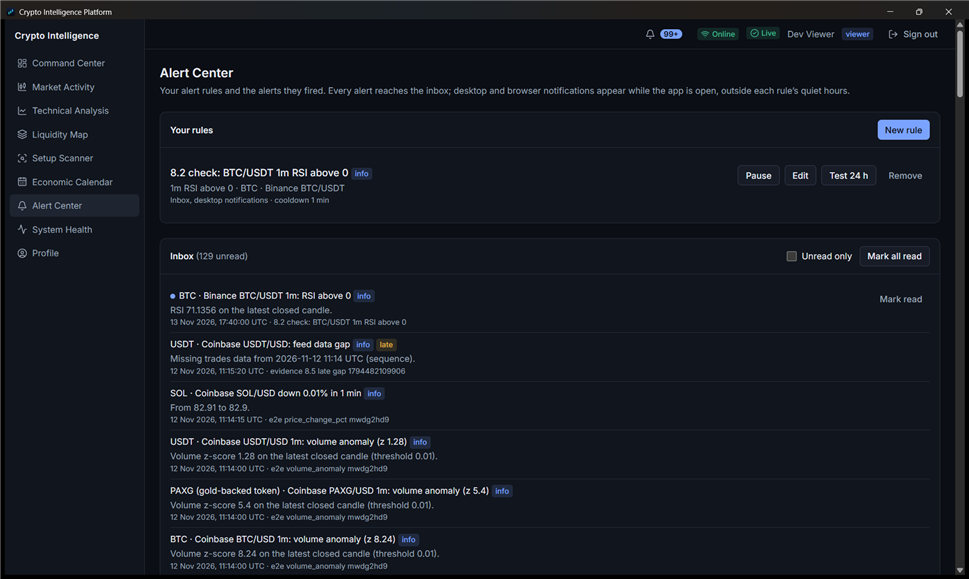 Crypto Intelligence Platform
Crypto Intelligence
99+
Online
Live
Dev Viewer
viewer
Sign out
Command Center
Market Activity
Technical Analysis
Liquidity Map
Setup Scanner
Economic Calendar
Alert Center
System Health
Profile
Alert Center
Your alert rules and the alerts they fired. Every alert reaches the inbox; desktop and browser notifications appear while the app is open, outside each rule's quiet hours.
Your rules
New rule
8.2 check: BTC/USDT 1m RSI above 0 info
1m RSI above 0 · BTC · Binance BTC/USDT
Inbox, desktop notifications · cooldown 1 min
Pause
Edit
Test 24 h
Remove
Inbox (129 unread)
Unread only
Mark all read
BTC · Binance BTC/USDT 1m: RSI above 0 info
RSI 71.1356 on the latest closed candle.
13 Nov 2026, 17:40:00 UTC · 8.2 check: BTC/USDT 1m RSI above 0
Mark read
USDT · Coinbase USDT/USD: feed data gap info late
Missing trades data from 2026-11-12 11:14 UTC (sequence).
12 Nov 2026, 11:15:20 UTC · evidence 8.5 late gap 1794482109906
SOL · Coinbase SOL/USD down 0.01% in 1 min info
From 82.91 to 82.9.
12 Nov 2026, 11:14:15 UTC · e2e price_change_pct mwdg2hd9
USDT · Coinbase USDT/USD 1m: volume anomaly (z 1.28) info
Volume z-score 1.28 on the latest closed candle (threshold 0.01).
12 Nov 2026, 11:14:00 UTC · e2e volume_anomaly mwdg2hd9
PAXG (gold-backed token) · Coinbase PAXG/USD 1m: volume anomaly (z 5.4) info
Volume z-score 5.4 on the latest closed candle (threshold 0.01).
12 Nov 2026, 11:14:00 UTC · e2e volume_anomaly mwdg2hd9
BTC · Coinbase BTC/USD 1m: volume anomaly (z 8.24) info
Volume z-score 8.24 on the latest closed candle (threshold 0.01).
12 Nov 2026, 11:14:00 UTC · e2e volume_anomaly mwdg2hd9